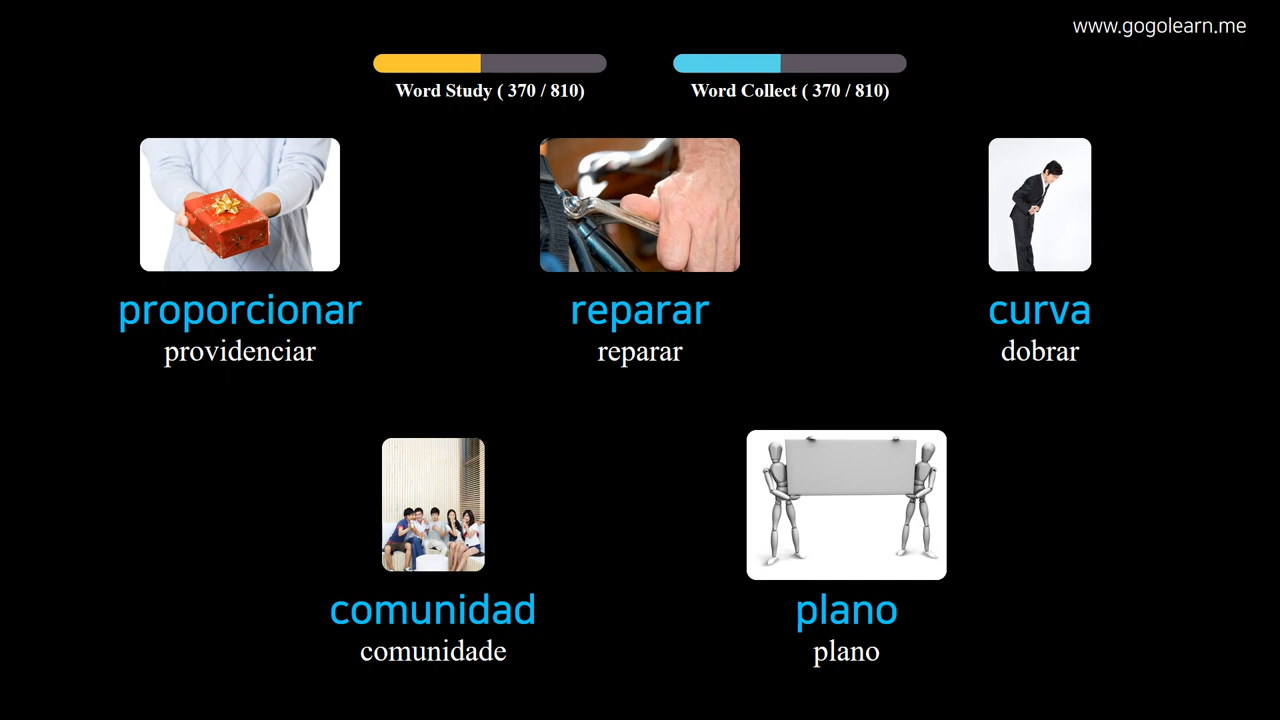 www.gogolearn.me
Word Study ( 370 / 810)
Word Collect ( 370 / 810)
proporcionar
providenciar
reparar
reparar
curva
dobrar
comunidad
comunidade
plano
plano